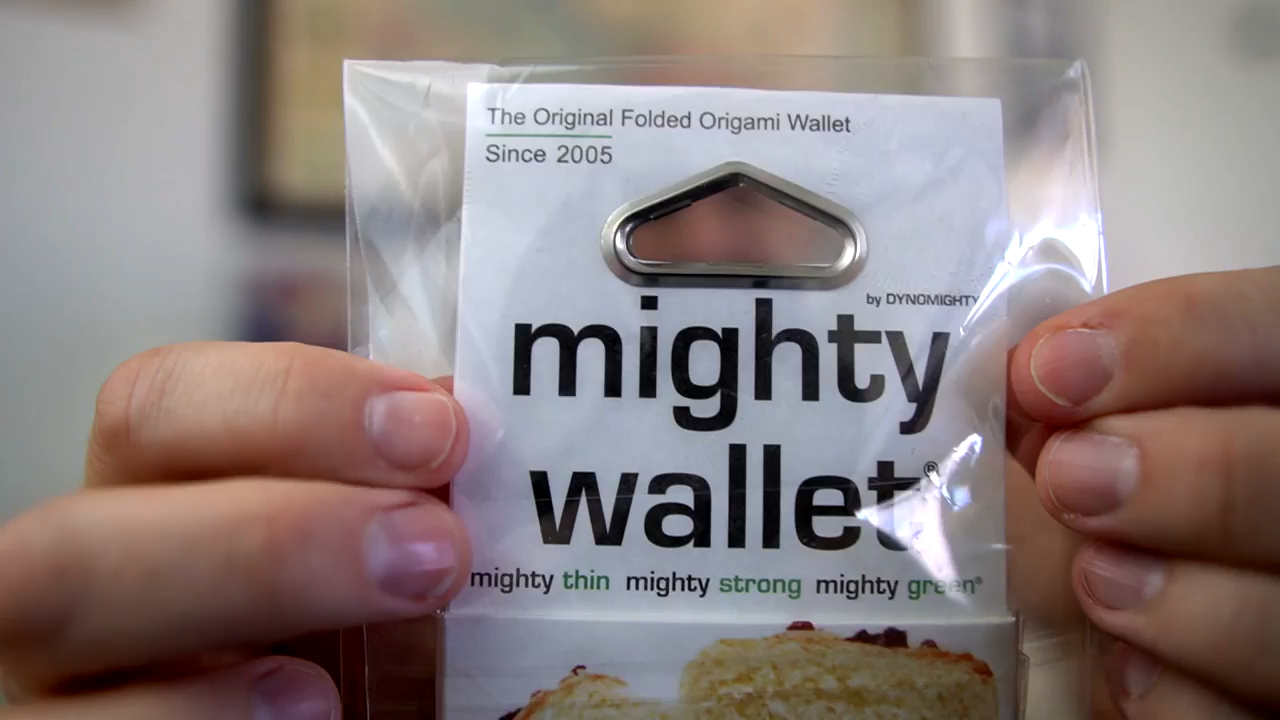 The Original Folded Origami Wallet
Since 2005
by DYNOMIGHTY
mighty
wallet®
mighty thin mighty strong mighty green®